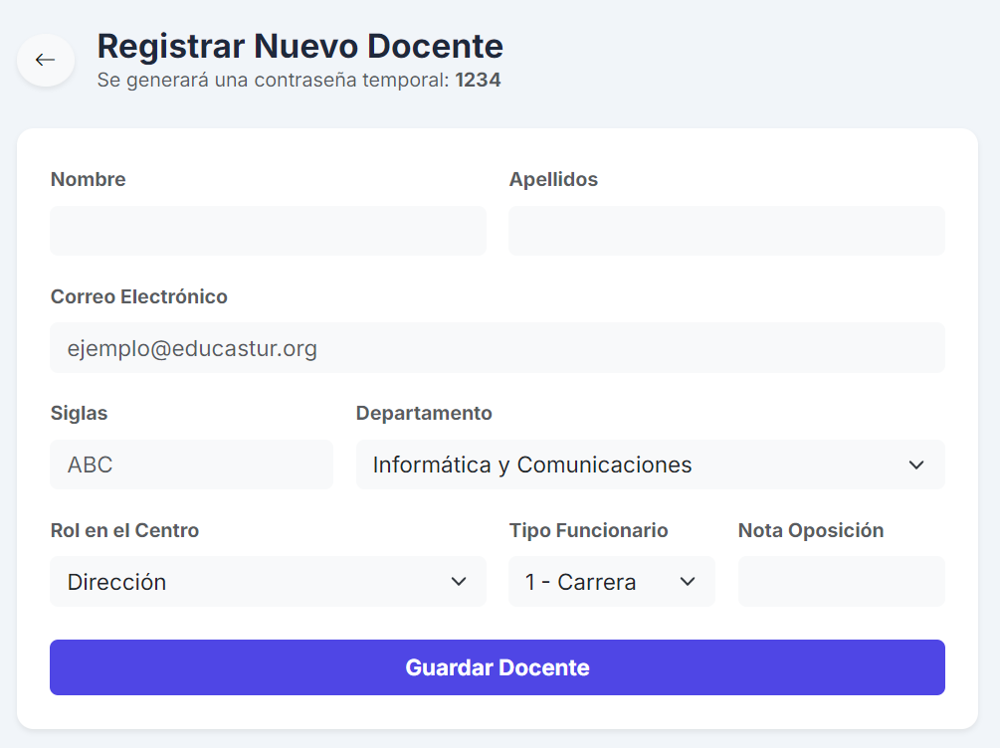 Registrar Nuevo Docente
Se generará una contraseña temporal: 1234
Nombre Apellidos
Correo Electrónico
ejemplo@educastur.org
Siglas Departamento
ABC Informática y Comunicaciones
Rol en el Centro Tipo Funcionario Nota Oposición
Dirección 1 - Carrera
Guardar Docente